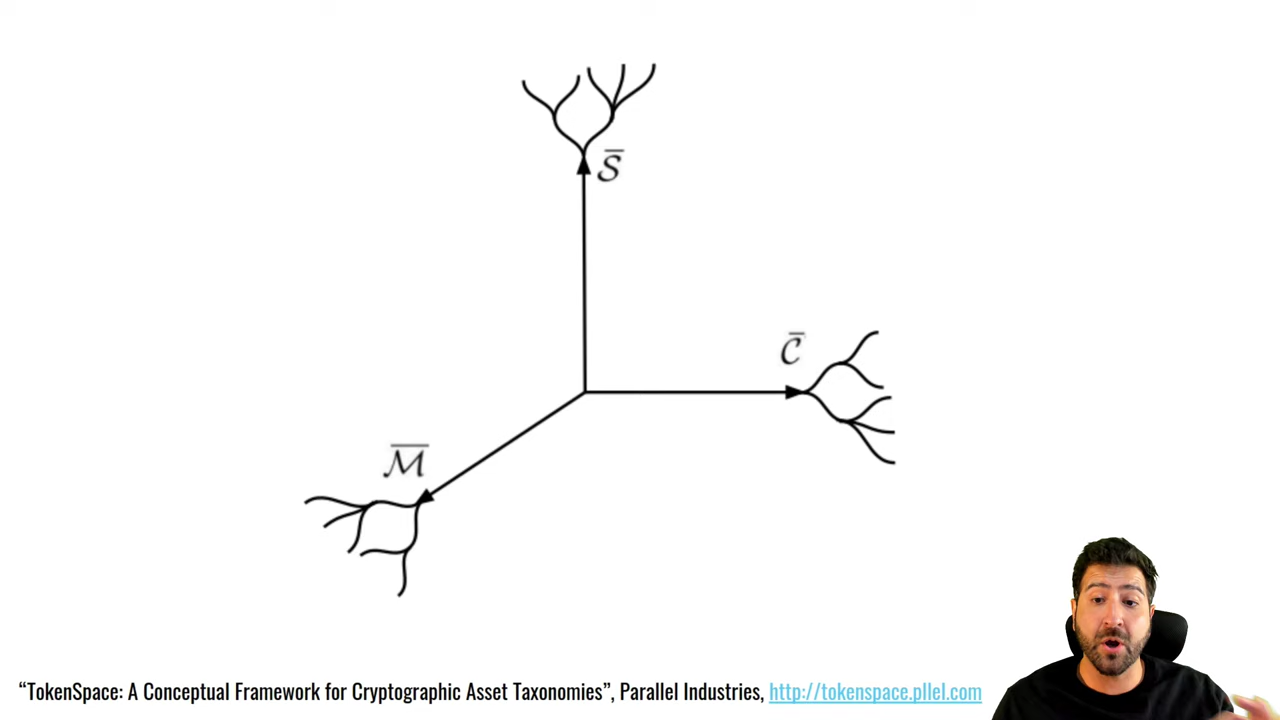 S̅
C̅
M̅
“TokenSpace: A Conceptual Framework for Cryptographic Asset Taxonomies”, Parallel Industries, http://tokenspace.pllel.com